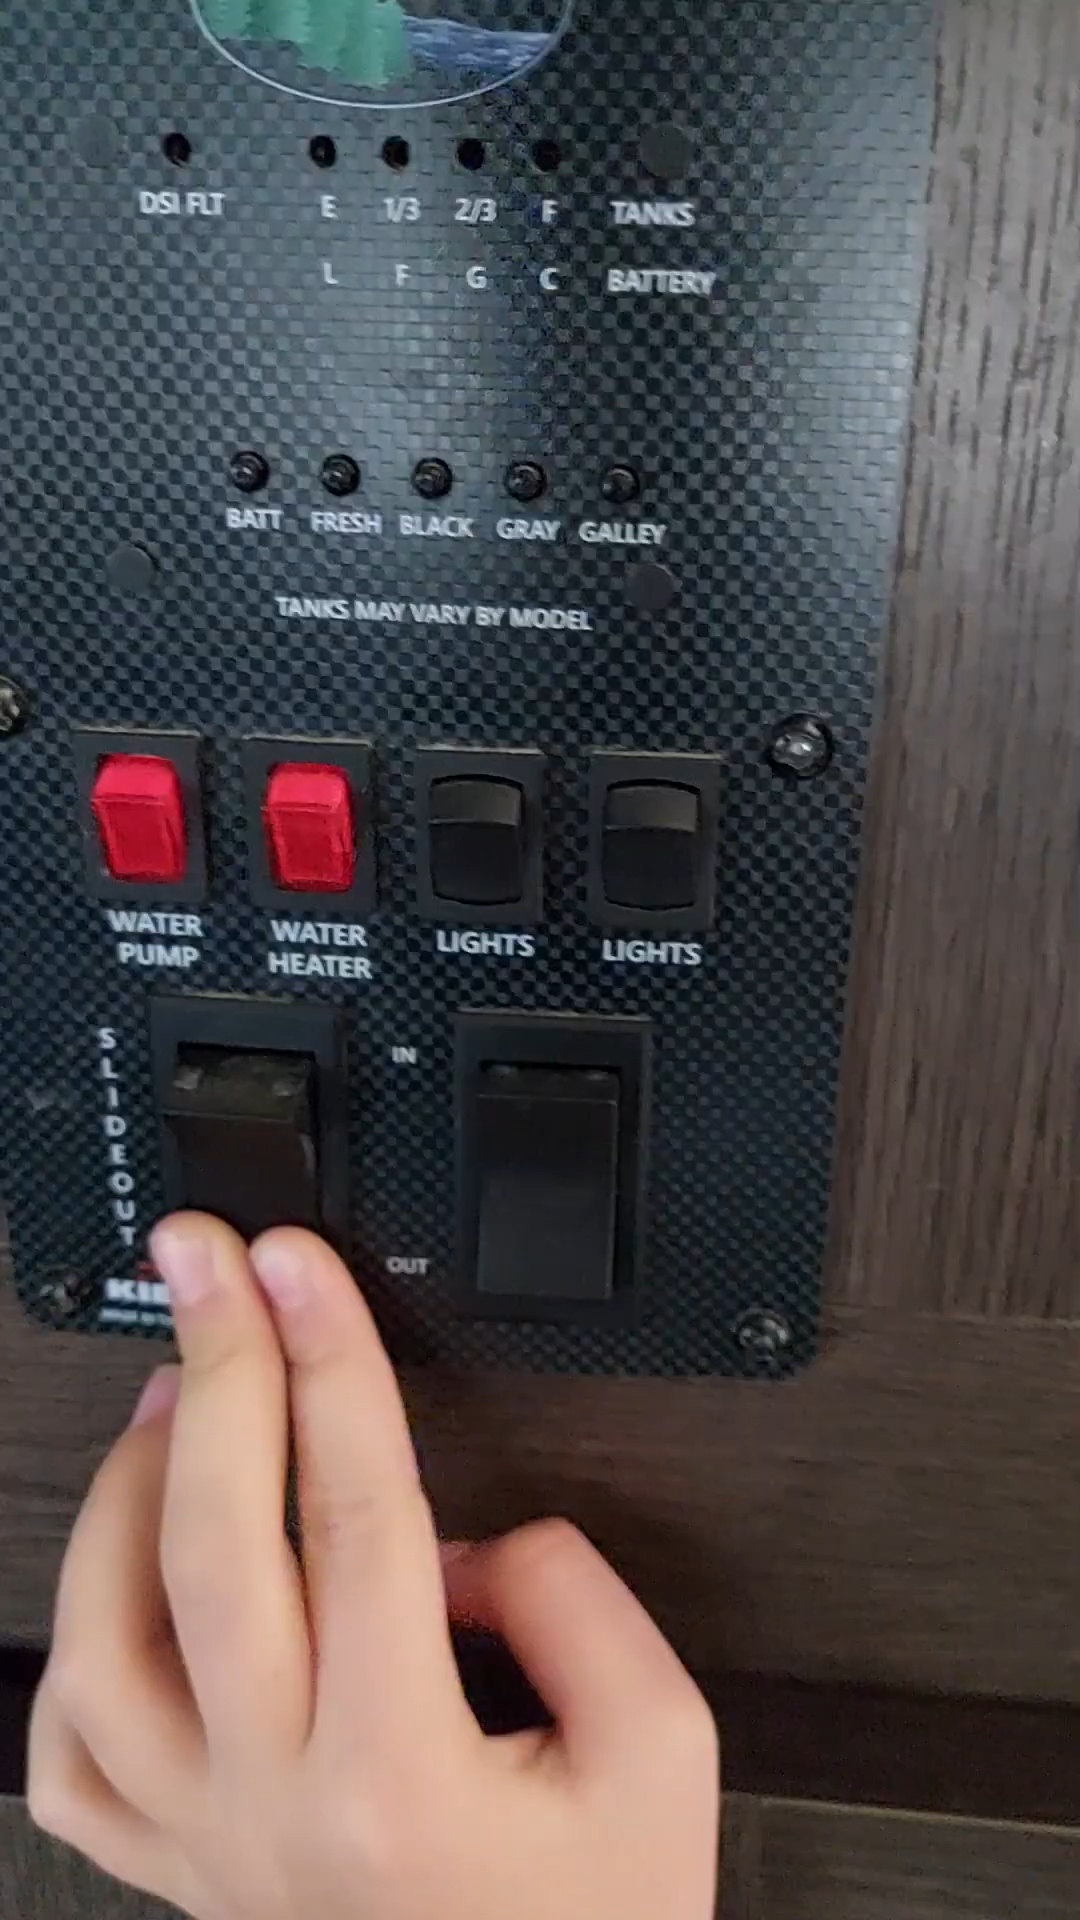 DSI FLT E 1/3 2/3 F TANKS
L F G C BATTERY
BATT FRESH BLACK GRAY GALLEY
TANKS MAY VARY BY MODEL
WATER PUMP
WATER HEATER
LIGHTS
LIGHTS
SLIDEOUT
IN
OUT